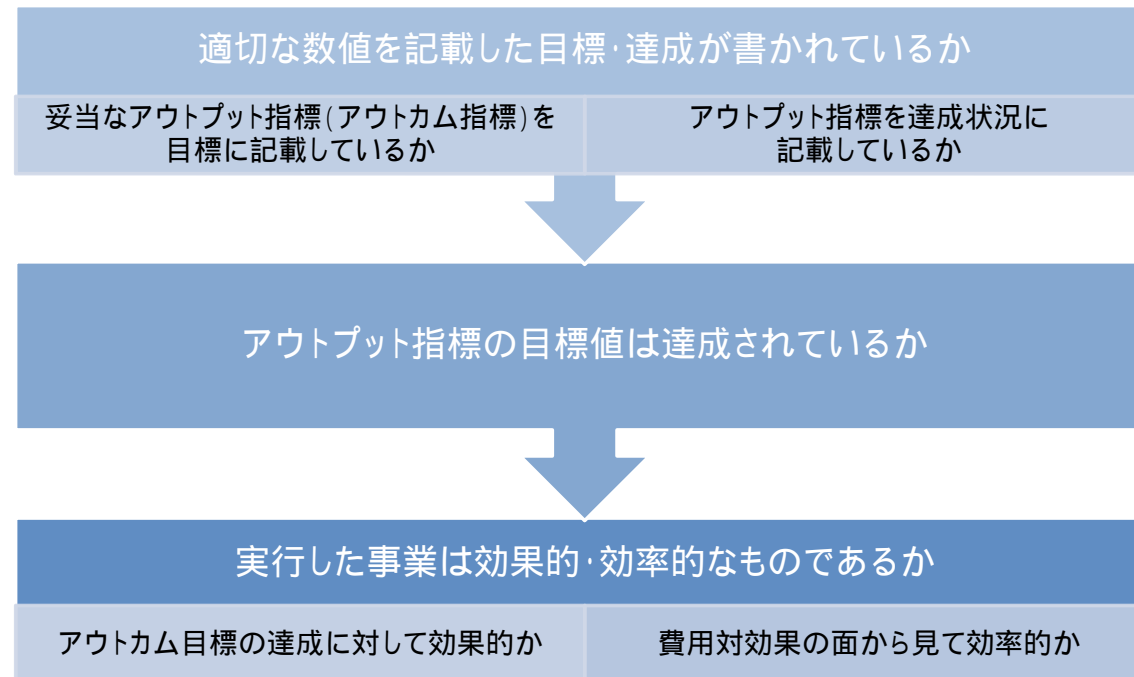 適切な数値を記載した目標・達成が書かれているか
妥当なアウトプット指標(アウトカム指標)を
目標に記載しているか
アウトプット指標を達成状況に
記載しているか
アウトプット指標の目標値は達成されているか
実行した事業は効果的・効率的なものであるか
アウトカム目標の達成に対して効果的か
費用対効果の面から見て効率的か